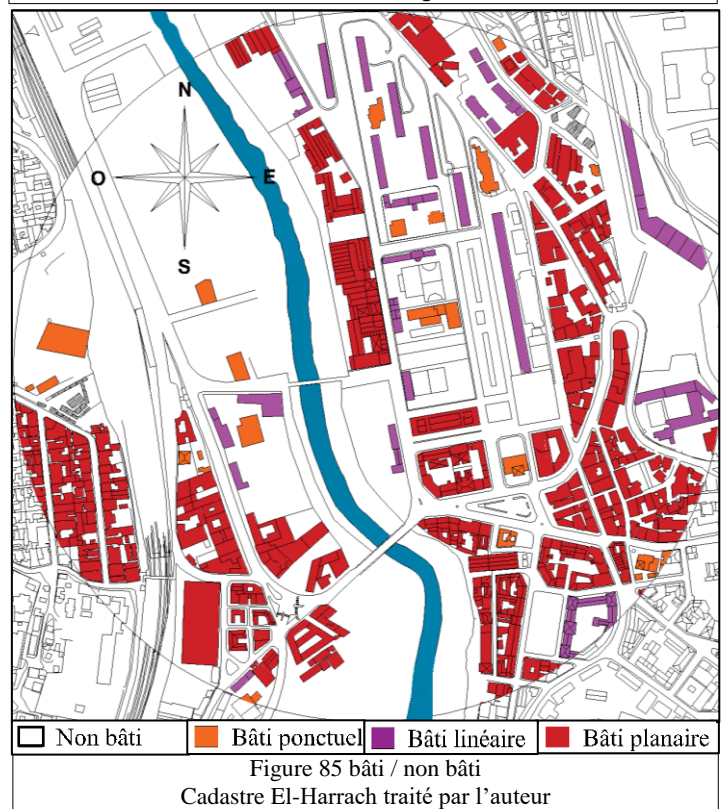 N
O
E
S
Non bâti Bâti ponctuel Bâti linéaire Bâti planaire
Figure 85 bâti / non bâti
Cadastre El-Harrach traité par l’auteur